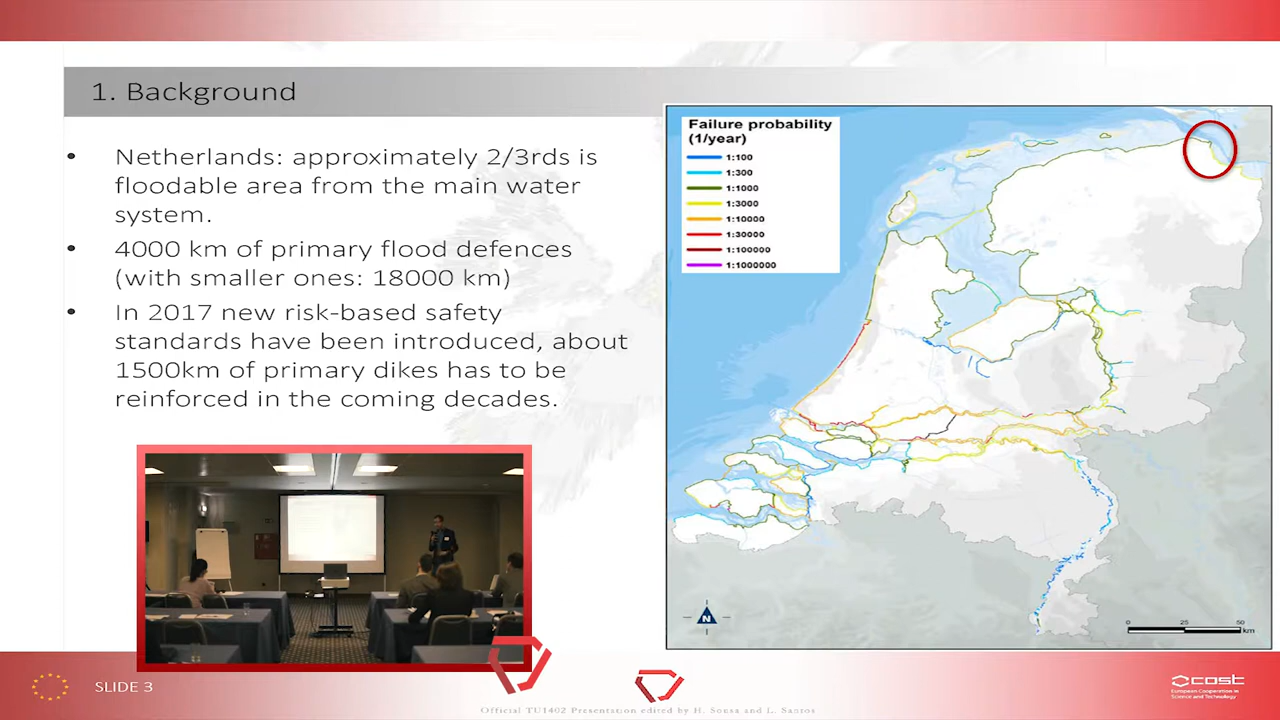 1. Background
• Netherlands: approximately 2/3rds is
floodable area from the main water
system.
• 4000 km of primary flood defences
(with smaller ones: 18000 km)
• In 2017 new risk-based safety
standards have been introduced, about
1500km of primary dikes has to be
reinforced in the coming decades.
Failure probability
(1/year)
1:100
1:300
1:1000
1:3000
1:10000
1:30000
1:100000
1:1000000
N
0 25 50
km
SLIDE 3
cost
European Cooperation in
Science and Technology
Official TU1402 Presentation edited by H. Sousa and L. Santos